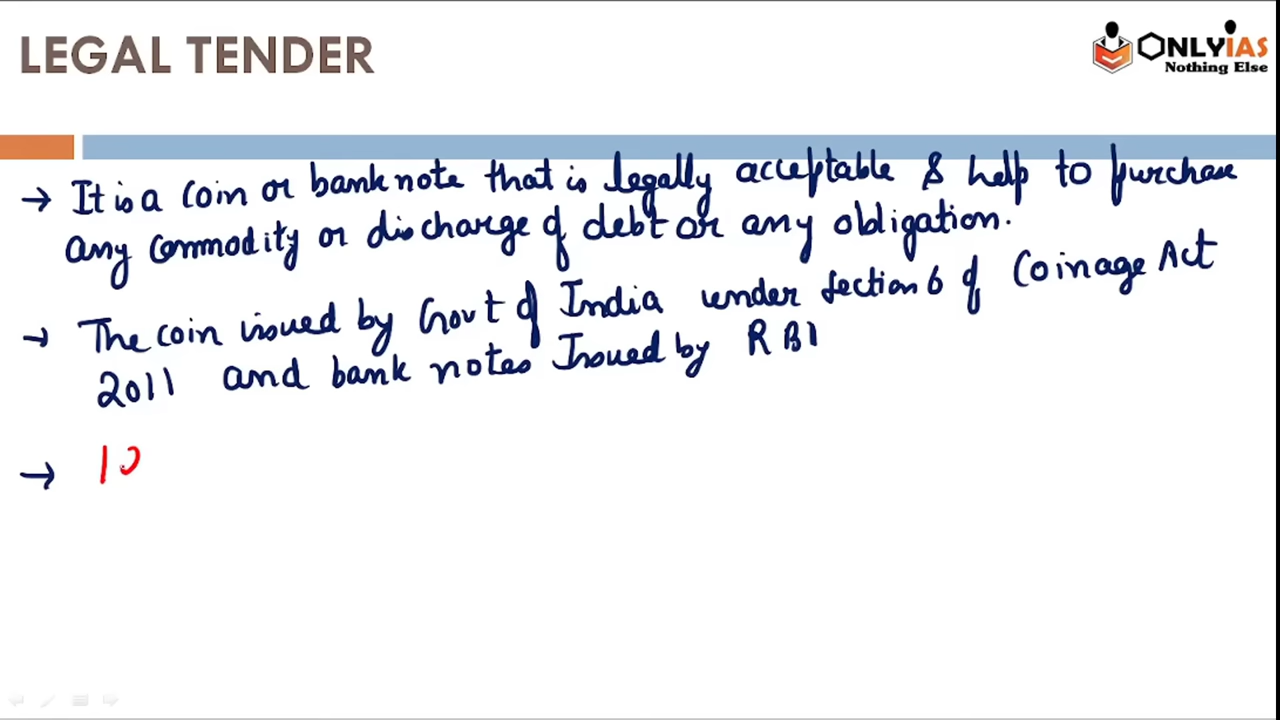 LEGAL TENDER
ONLYIAS
Nothing Else
→ It is a coin or bank note that is legally acceptable & help to purchase
any commodity or discharge of debt or any obligation.
→ The coin issued by Govt of India under section 6 of Coinage Act
2011 and bank notes Issued by RBI
→ 10